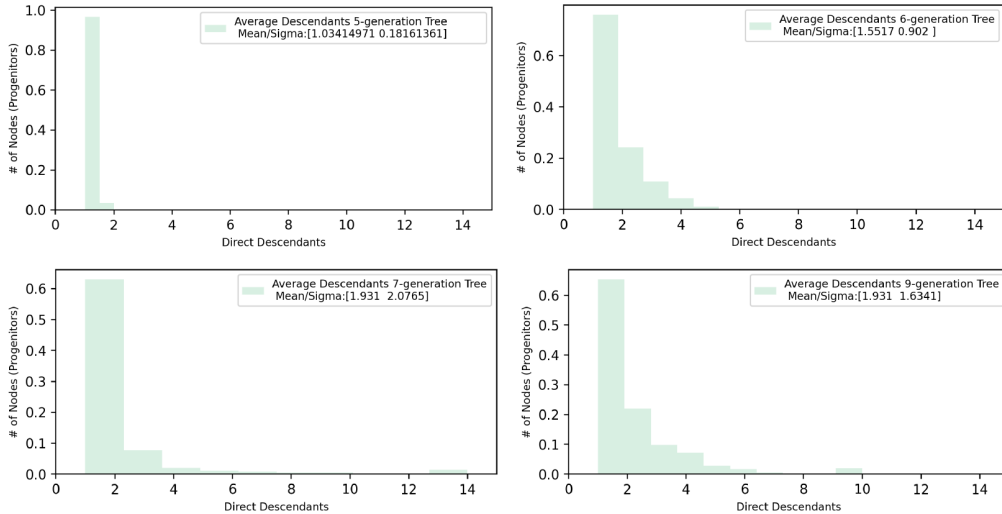 Average Descendants 5-generation Tree
Mean/Sigma:[1.03414971 0.18161361]
# of Nodes (Progenitors)
1.0
0.8
0.6
0.4
0.2
0.0
0 2 4 6 8 10 12 14
Direct Descendants
Average Descendants 6-generation Tree
Mean/Sigma:[1.5517 0.902 ]
# of Nodes (Progenitors)
0.6
0.4
0.2
0.0
0 2 4 6 8 10 12 14
Direct Descendants
Average Descendants 7-generation Tree
Mean/Sigma:[1.931 2.0765]
# of Nodes (Progenitors)
0.6
0.5
0.4
0.3
0.2
0.1
0.0
0 2 4 6 8 10 12 14
Direct Descendants
Average Descendants 9-generation Tree
Mean/Sigma:[1.931 1.6341]
# of Nodes (Progenitors)
0.6
0.5
0.4
0.3
0.2
0.1
0.0
0 2 4 6 8 10 12 14
Direct Descendants